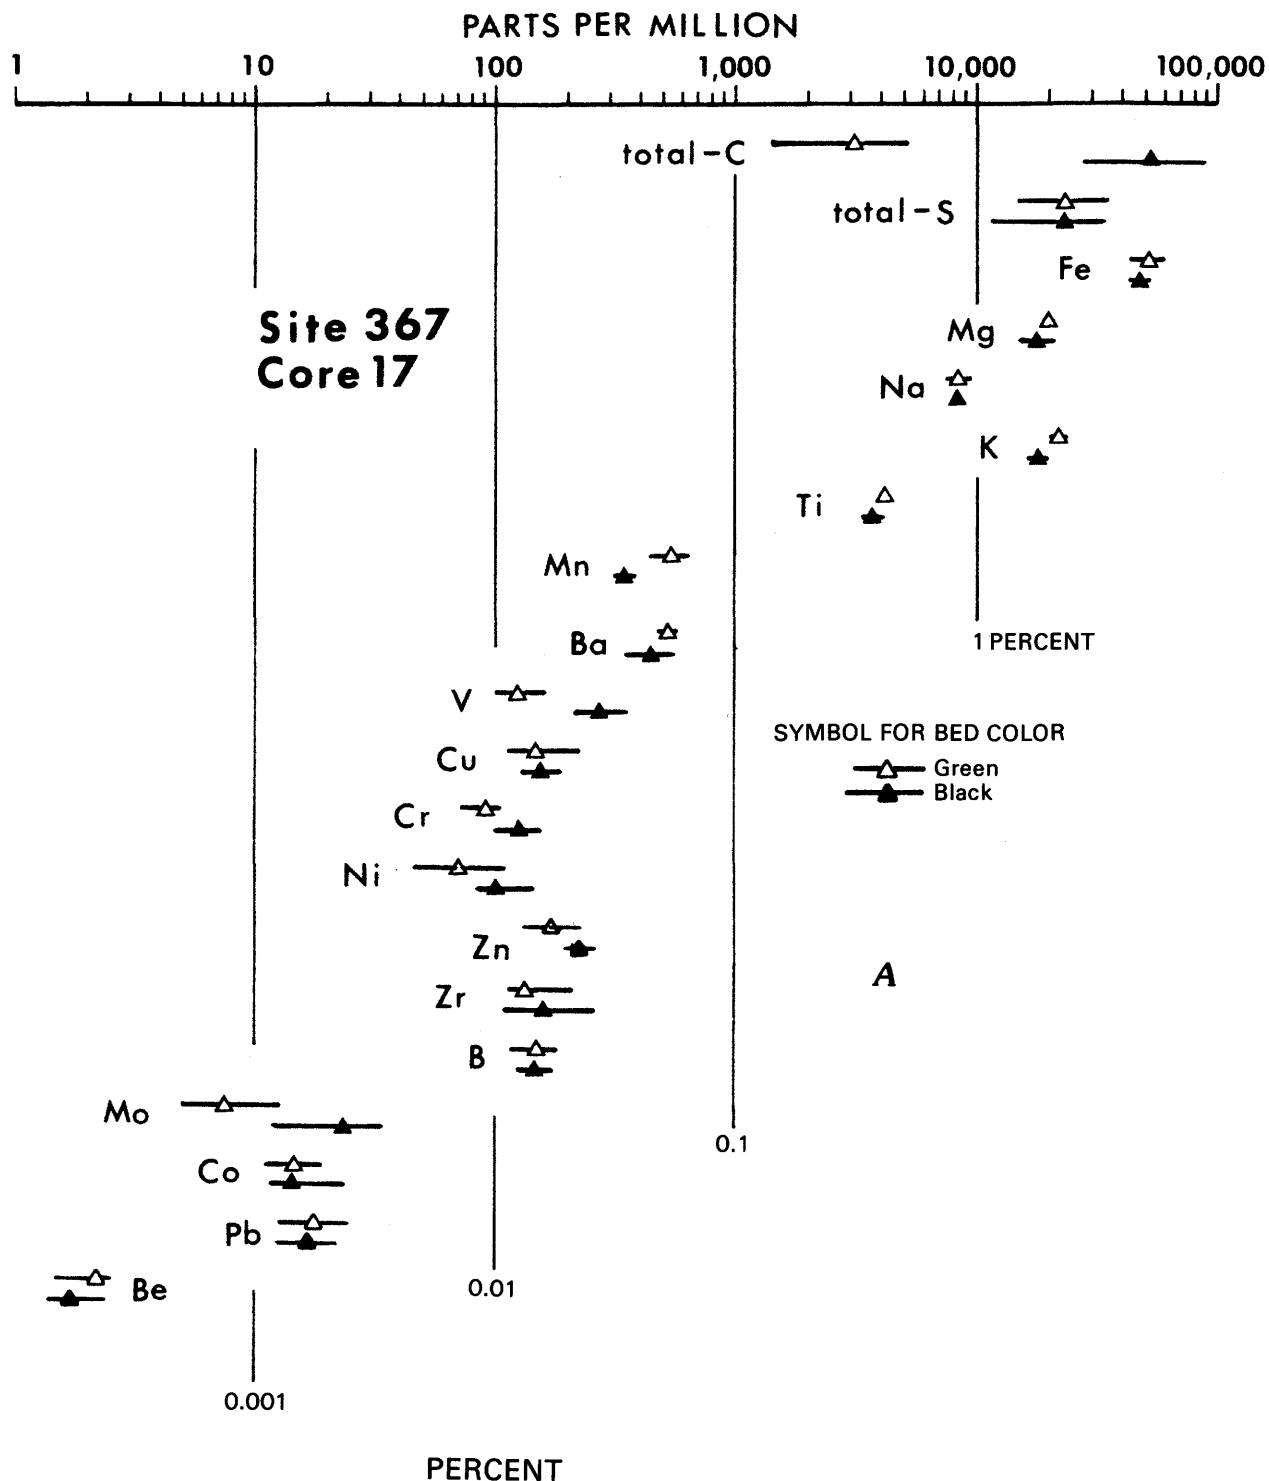 PARTS PER MILLION
1 10 100 1,000 10,000 100,000
total-C
total-S
Fe
Site 367
Core 17
Mg
Na
K
Ti
Mn
Ba
1 PERCENT
V
SYMBOL FOR BED COLOR
Green
Black
Cu
Cr
Ni
Zn
A
Zr
B
Mo
0.1
Co
Pb
Be
0.01
0.001
PERCENT